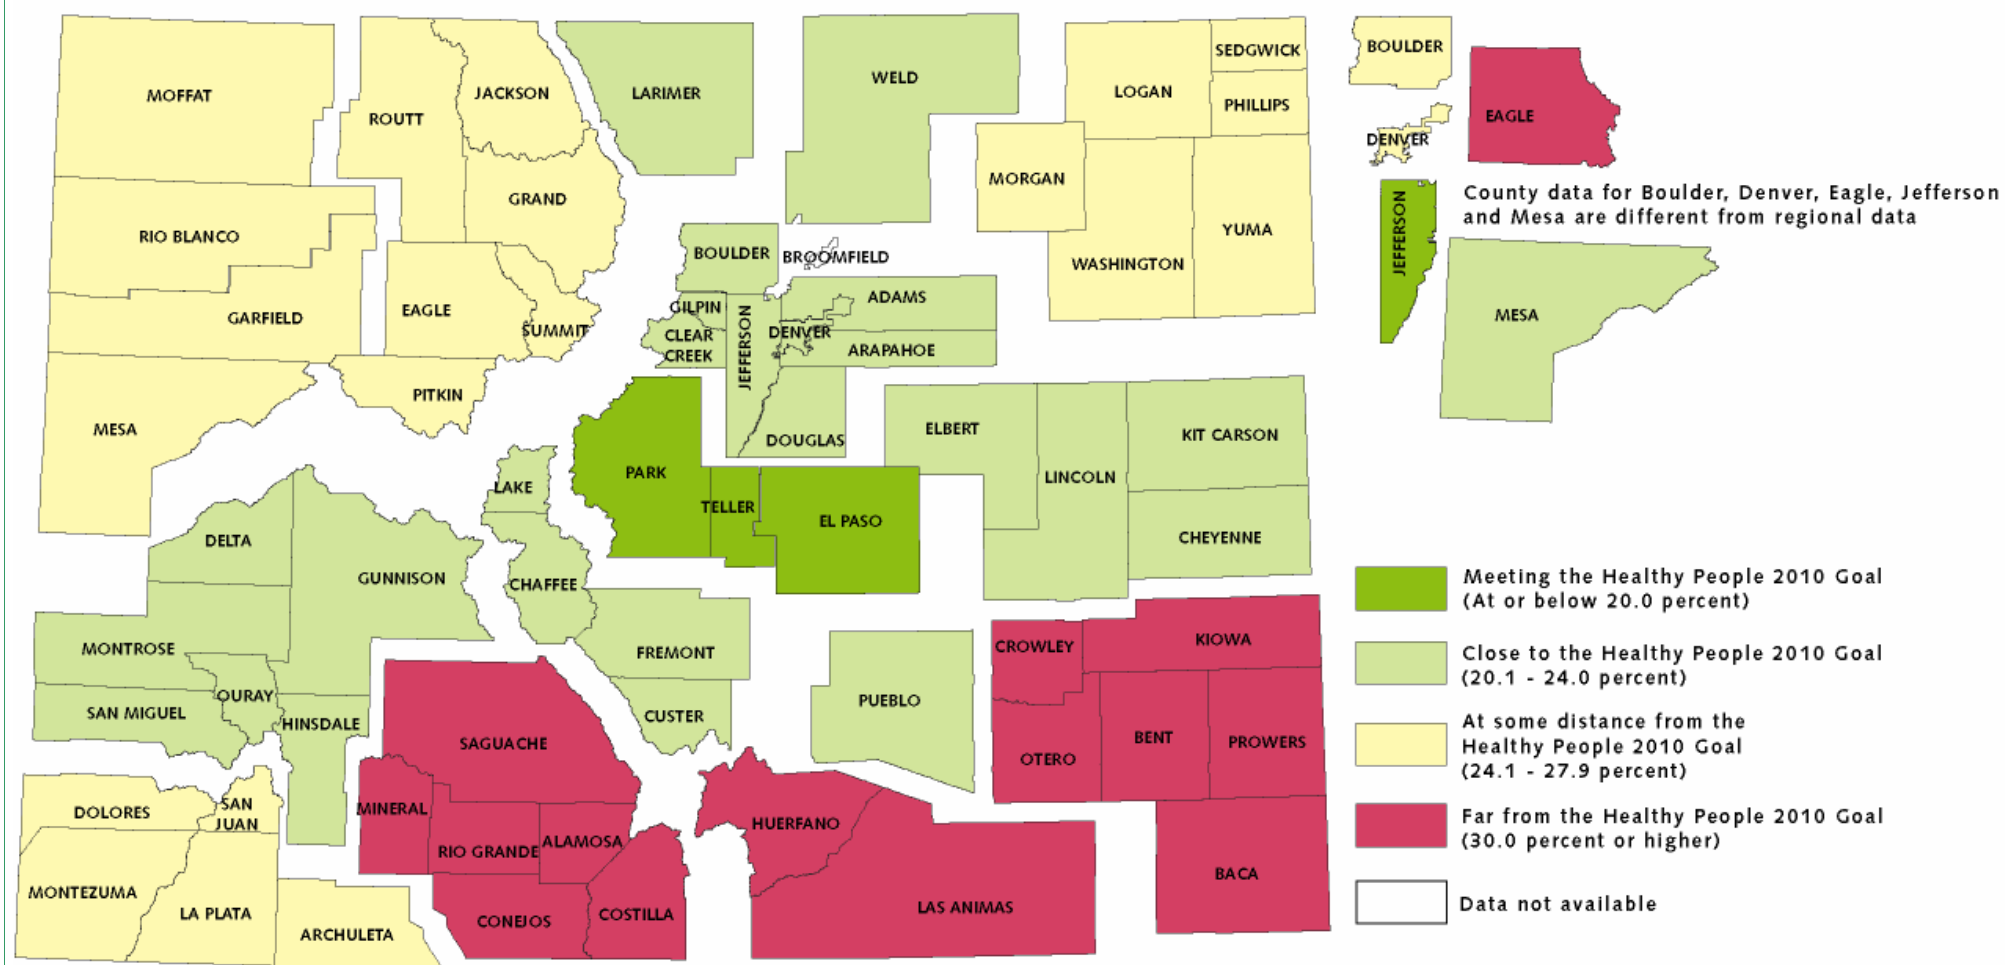 MOFFAT
ROUTT
JACKSON
LARIMER
WELD
LOGAN
SEDGWICK
PHILLIPS
MORGAN
WASHINGTON
YUMA
RIO BLANCO
GRAND
GARFIELD
EAGLE
SUMMIT
MESA
PITKIN
BOULDER
BROOMFIELD
GILPIN
CLEAR
CREEK
JEFFERSON
DENVER
ADAMS
ARAPAHOE
DOUGLAS
ELBERT
LINCOLN
KIT CARSON
CHEYENNE
PARK
TELLER
EL PASO
LAKE
CHAFFEE
DELTA
GUNNISON
MONTROSE
OURAY
SAN MIGUEL
HINSDALE
FREMONT
CUSTER
PUEBLO
CROWLEY
KIOWA
OTERO
BENT
PROWERS
BACA
SAGUACHE
MINERAL
RIO GRANDE
ALAMOSA
CONEJOS
COSTILLA
HUERFANO
LAS ANIMAS
DOLORES
SAN
JUAN
MONTEZUMA
LA PLATA
ARCHULETA
BOULDER
EAGLE
DENVER
JEFFERSON
County data for Boulder, Denver, Eagle, Jefferson
and Mesa are different from regional data
MESA
Meeting the Healthy People 2010 Goal
(At or below 20.0 percent)
Close to the Healthy People 2010 Goal
(20.1 - 24.0 percent)
At some distance from the
Healthy People 2010 Goal
(24.1 - 27.9 percent)
Far from the Healthy People 2010 Goal
(30.0 percent or higher)
Data not available